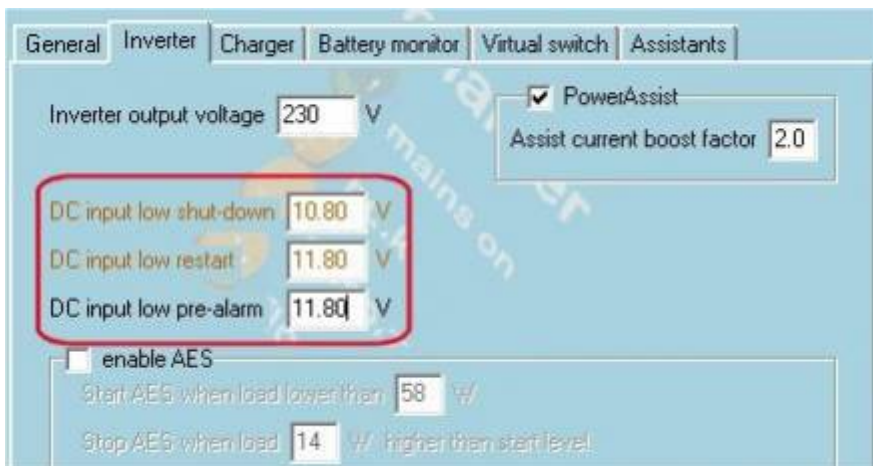 General Inverter Charger Battery monitor Virtual switch Assistants
Inverter output voltage 230 V
PowerAssist
Assist current boost factor 2.0
DC input low shut-down 10.80 V
DC input low restart 11.80 V
DC input low pre-alarm 11.80 V
enable AES
Start AES when load lower than 58 W
Stop AES when load 14 W higher than start level
mains on